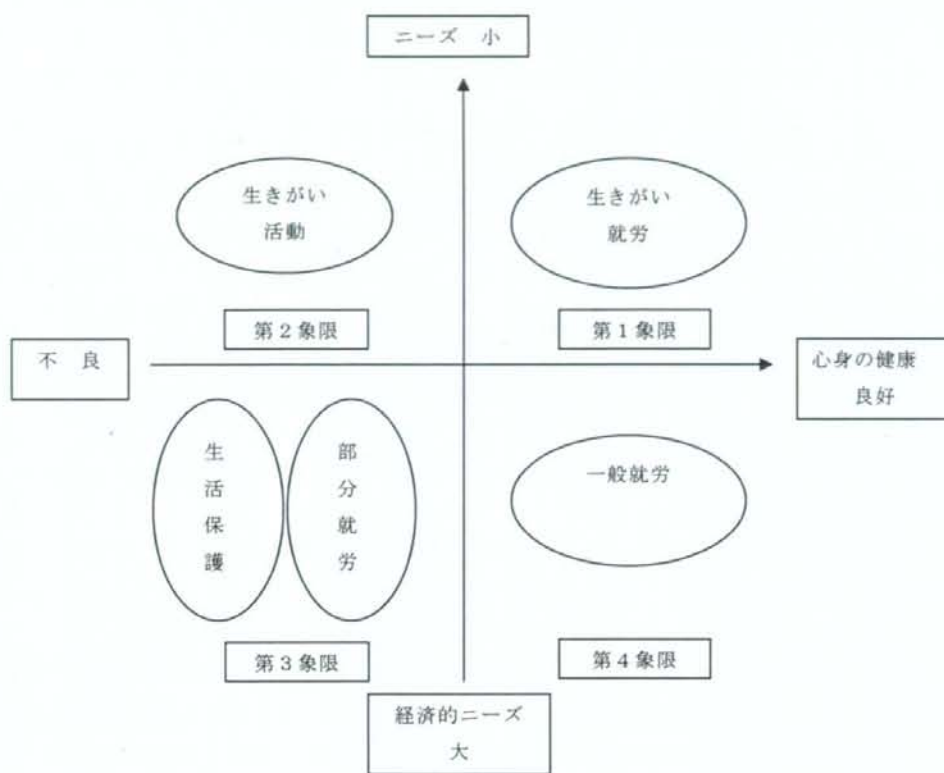 ニーズ 小
生きがい
活動
生きがい
就労
第2象限
第1象限
不 良
心身の健康
良好
生活保護
部分就労
一般就労
第3象限
第4象限
経済的ニーズ
大